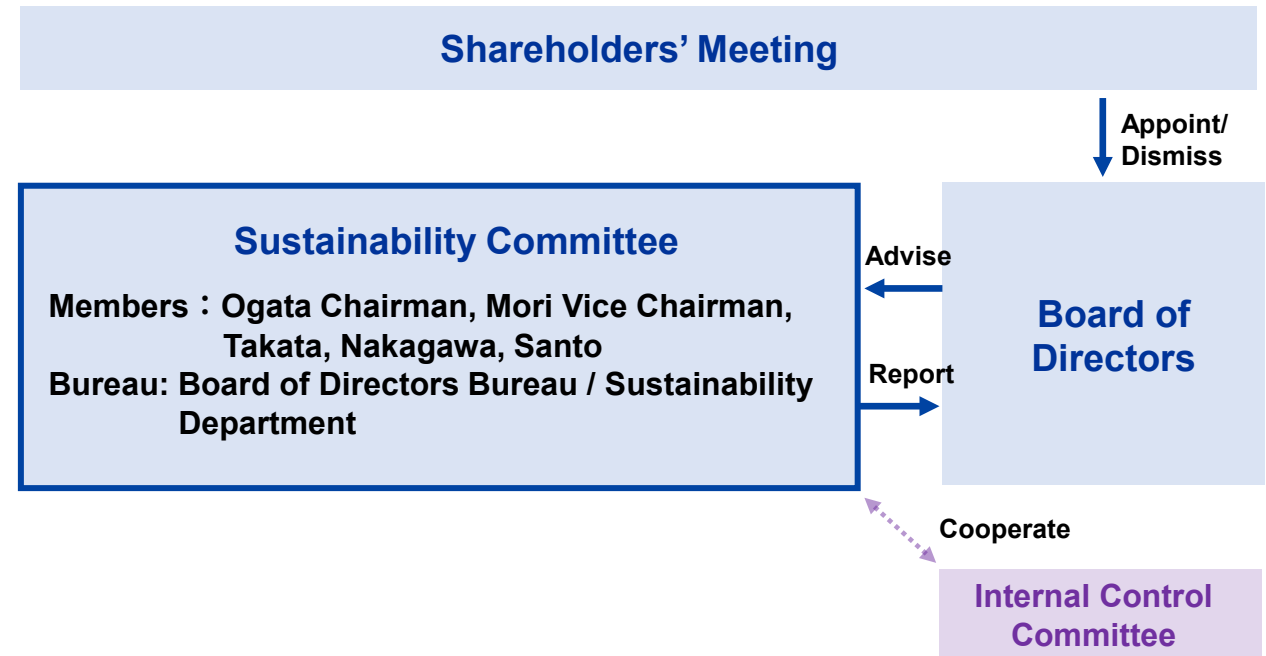 Shareholders’ Meeting
Appoint/
Dismiss
Sustainability Committee
Members：Ogata Chairman, Mori Vice Chairman,
Takata, Nakagawa, Santo
Bureau: Board of Directors Bureau / Sustainability
Department
Advise
Report
Board of
Directors
Cooperate
Internal Control
Committee